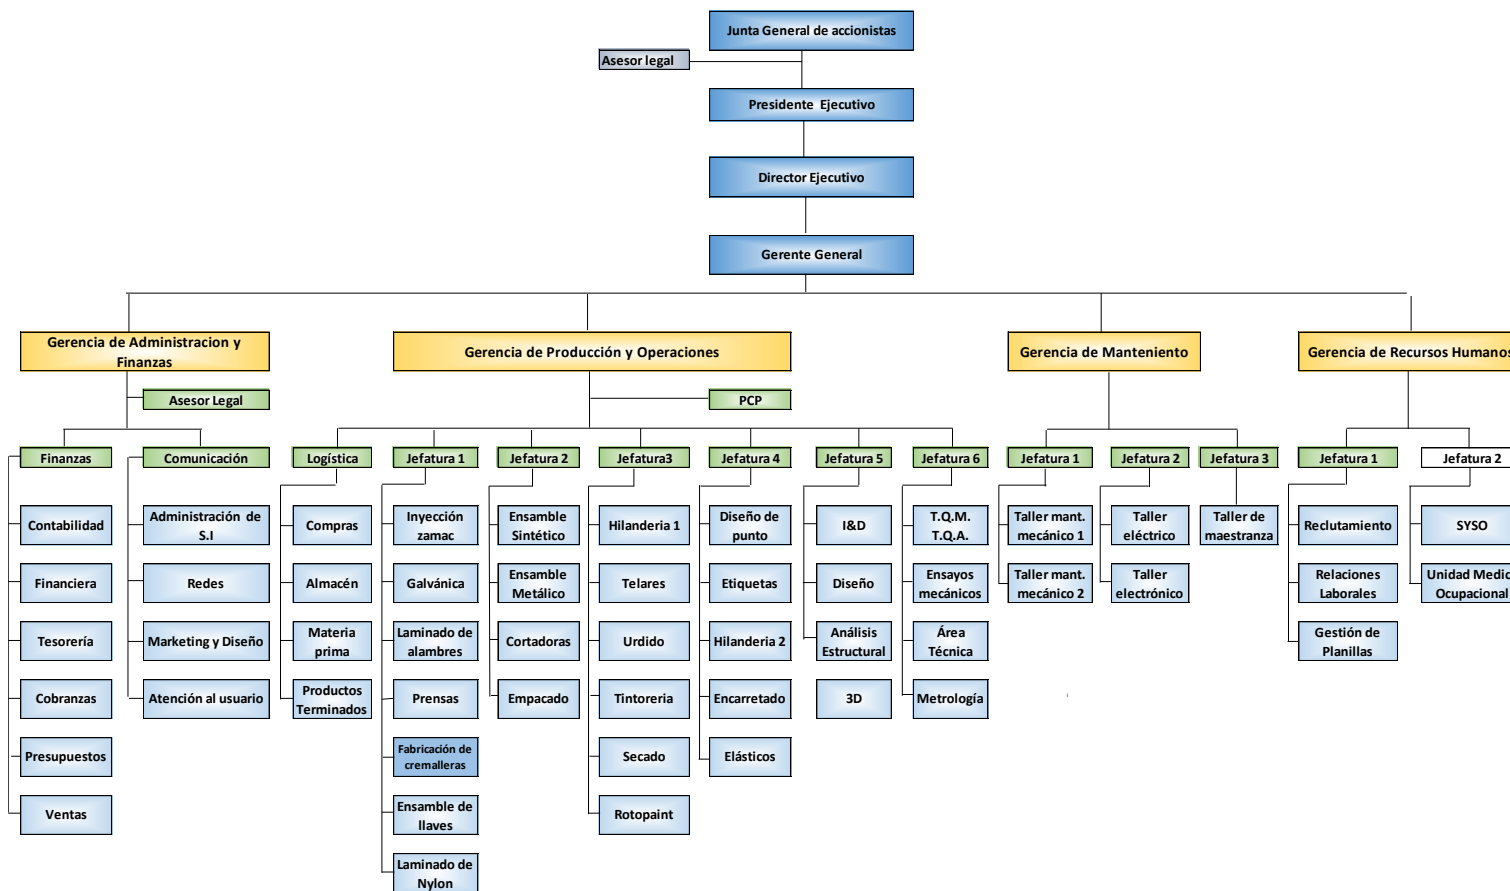 Junta General de accionistas
Asesor legal
Presidente Ejecutivo
Director Ejecutivo
Gerente General
Gerencia de Administracion y
Finanzas
Gerencia de Producción y Operaciones
Gerencia de Manteniento
Gerencia de Recursos Humanos
Asesor Legal
PCP
Finanzas
Comunicación
Logística
Jefatura 1
Jefatura 2
Jefatura3
Jefatura 4
Jefatura 5
Jefatura 6
Jefatura 1
Jefatura 2
Jefatura 3
Jefatura 1
Jefatura 2
Contabilidad
Administración de
S.I
Compras
Inyección
zamac
Ensamble
Sintético
Hilanderia 1
Diseño de
punto
I&D
T.Q.M.
T.Q.A.
Taller mant.
mecánico 1
Taller
eléctrico
Taller de
maestranza
Reclutamiento
SYSO
Financiera
Redes
Almacén
Galvánica
Ensamble
Metálico
Telares
Etiquetas
Diseño
Ensayos
mecánicos
Taller mant.
mecánico 2
Taller
electrónico
Relaciones
Laborales
Unidad Medic
Ocupacional
Tesorería
Marketing y Diseño
Materia
prima
Laminado de
alambres
Cortadoras
Urdido
Hilanderia 2
Análisis
Estructural
Área
Técnica
Gestión de
Planillas
Cobranzas
Atención al usuario
Productos
Terminados
Prensas
Empacado
Tintoreria
Encarretado
3D
Metrología
Presupuestos
Fabricación de
cremalleras
Secado
Elásticos
Ventas
Ensamble de
llaves
Rotopaint
Laminado de
Nylon